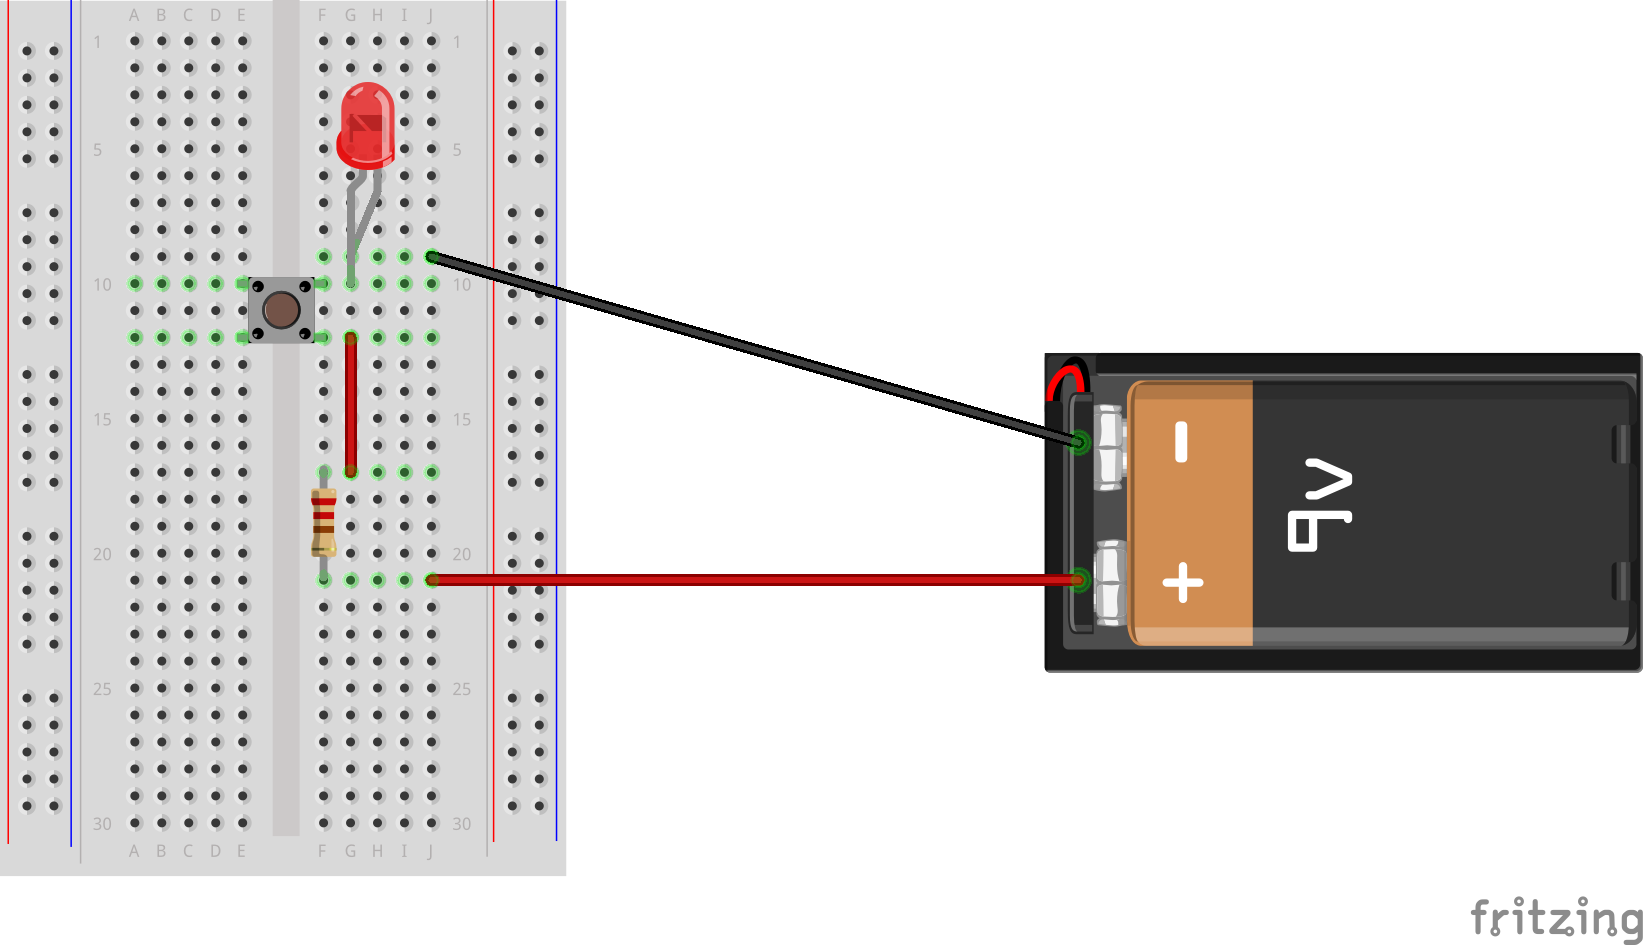 A B C D E F G H I J
1 1
5 5
10 10
15 15
20 20
25 25
30 30
A B C D E F G H I J
−
+
9V
fritzing